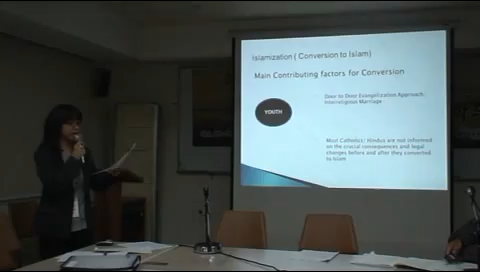 Islamization ( Conversion to Islam)
Main Contributing factors for Conversion
Door to Door Evangelization Approach:
Interreligious Marriage
YOUTH
Most Catholics/ Hindus are not informed
on the crucial consequences and legal
changes before and after they converted
to Islam